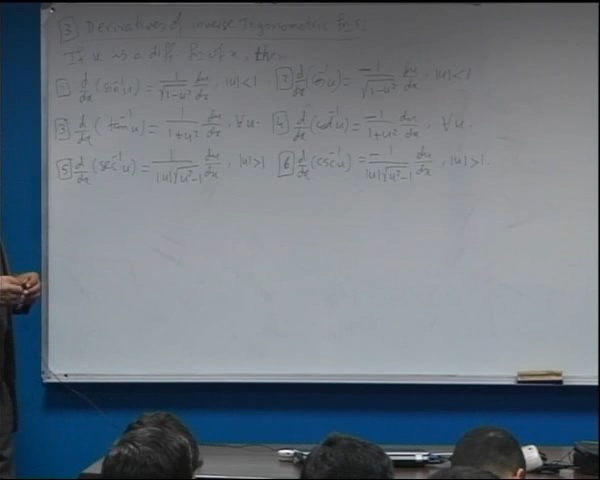 [3] Derivatives of inverse Trigonometric fns:
If u is a diff fn of x, then
[1] d/dx (sin⁻¹u) = 1/√(1-u²) du/dx, |u|<1 [2] d/dx (cos⁻¹u) = -1/√(1-u²) du/dx, |u|<1
[3] d/dx (tan⁻¹u) = 1/(1+u²) du/dx, ∀u. [4] d/dx (cot⁻¹u) = -1/(1+u²) du/dx, ∀u.
[5] d/dx (sec⁻¹u) = 1/(|u|√(u²-1)) du/dx, |u|>1 [6] d/dx (csc⁻¹u) = -1/(|u|√(u²-1)) du/dx, |u|>1.